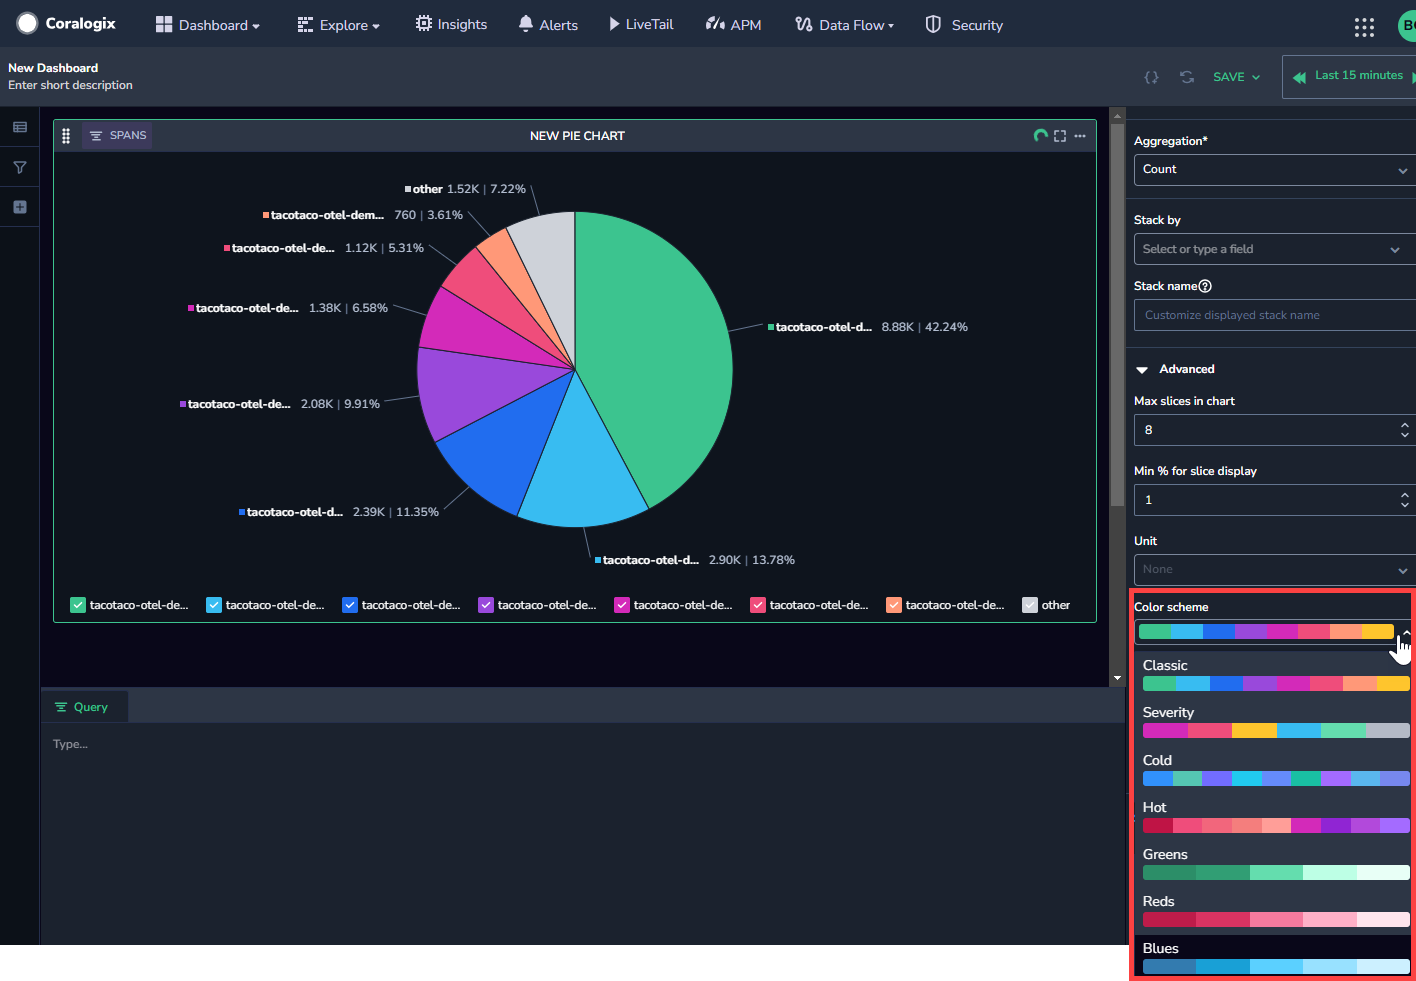 Coralogix
Dashboard
Explore
Insights
Alerts
LiveTail
APM
Data Flow
Security
New Dashboard
Enter short description
SAVE
Last 15 minutes
SPANS
NEW PIE CHART
other 1.52K | 7.22%
tacotaco-otel-dem... 760 | 3.61%
tacotaco-otel-de... 1.12K | 5.31%
tacotaco-otel-de... 1.38K | 6.58%
tacotaco-otel-d... 8.88K | 42.24%
tacotaco-otel-de... 2.08K | 9.91%
tacotaco-otel-d... 2.39K | 11.35%
tacotaco-otel-d... 2.90K | 13.78%
tacotaco-otel-de... tacotaco-otel-de... tacotaco-otel-de... tacotaco-otel-de... tacotaco-otel-de... tacotaco-otel-de... tacotaco-otel-de... other
Query
Type...
Aggregation*
Count
Stack by
Select or type a field
Stack name
Customize displayed stack name
Advanced
Max slices in chart
8
Min % for slice display
1
Unit
None
Color scheme
Classic
Severity
Cold
Hot
Greens
Reds
Blues